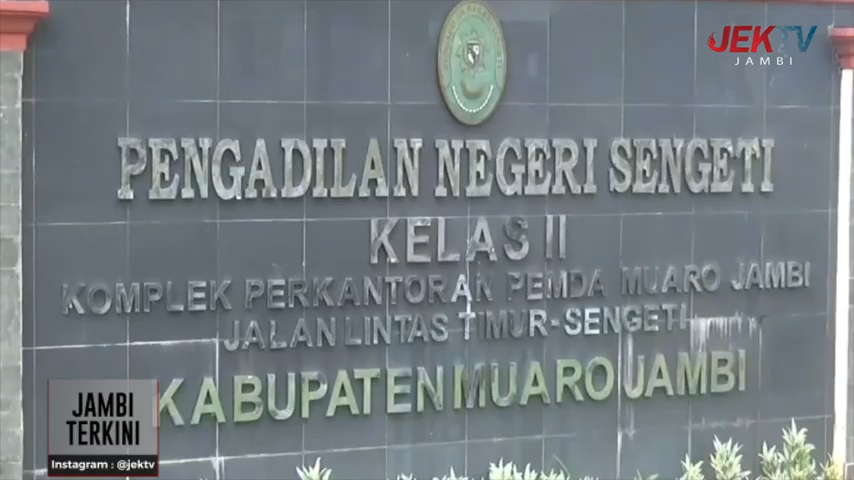 JEKTV
JAMBI
PENGADILAN NEGERI SENGETI
KELAS II
KOMPLEK PERKANTORAN PEMDA MUARO JAMBI
JALAN LINTAS TIMUR-SENGETI
KABUPATEN MUARO JAMBI
JAMBI
TERKINI
Instagram : @jektv